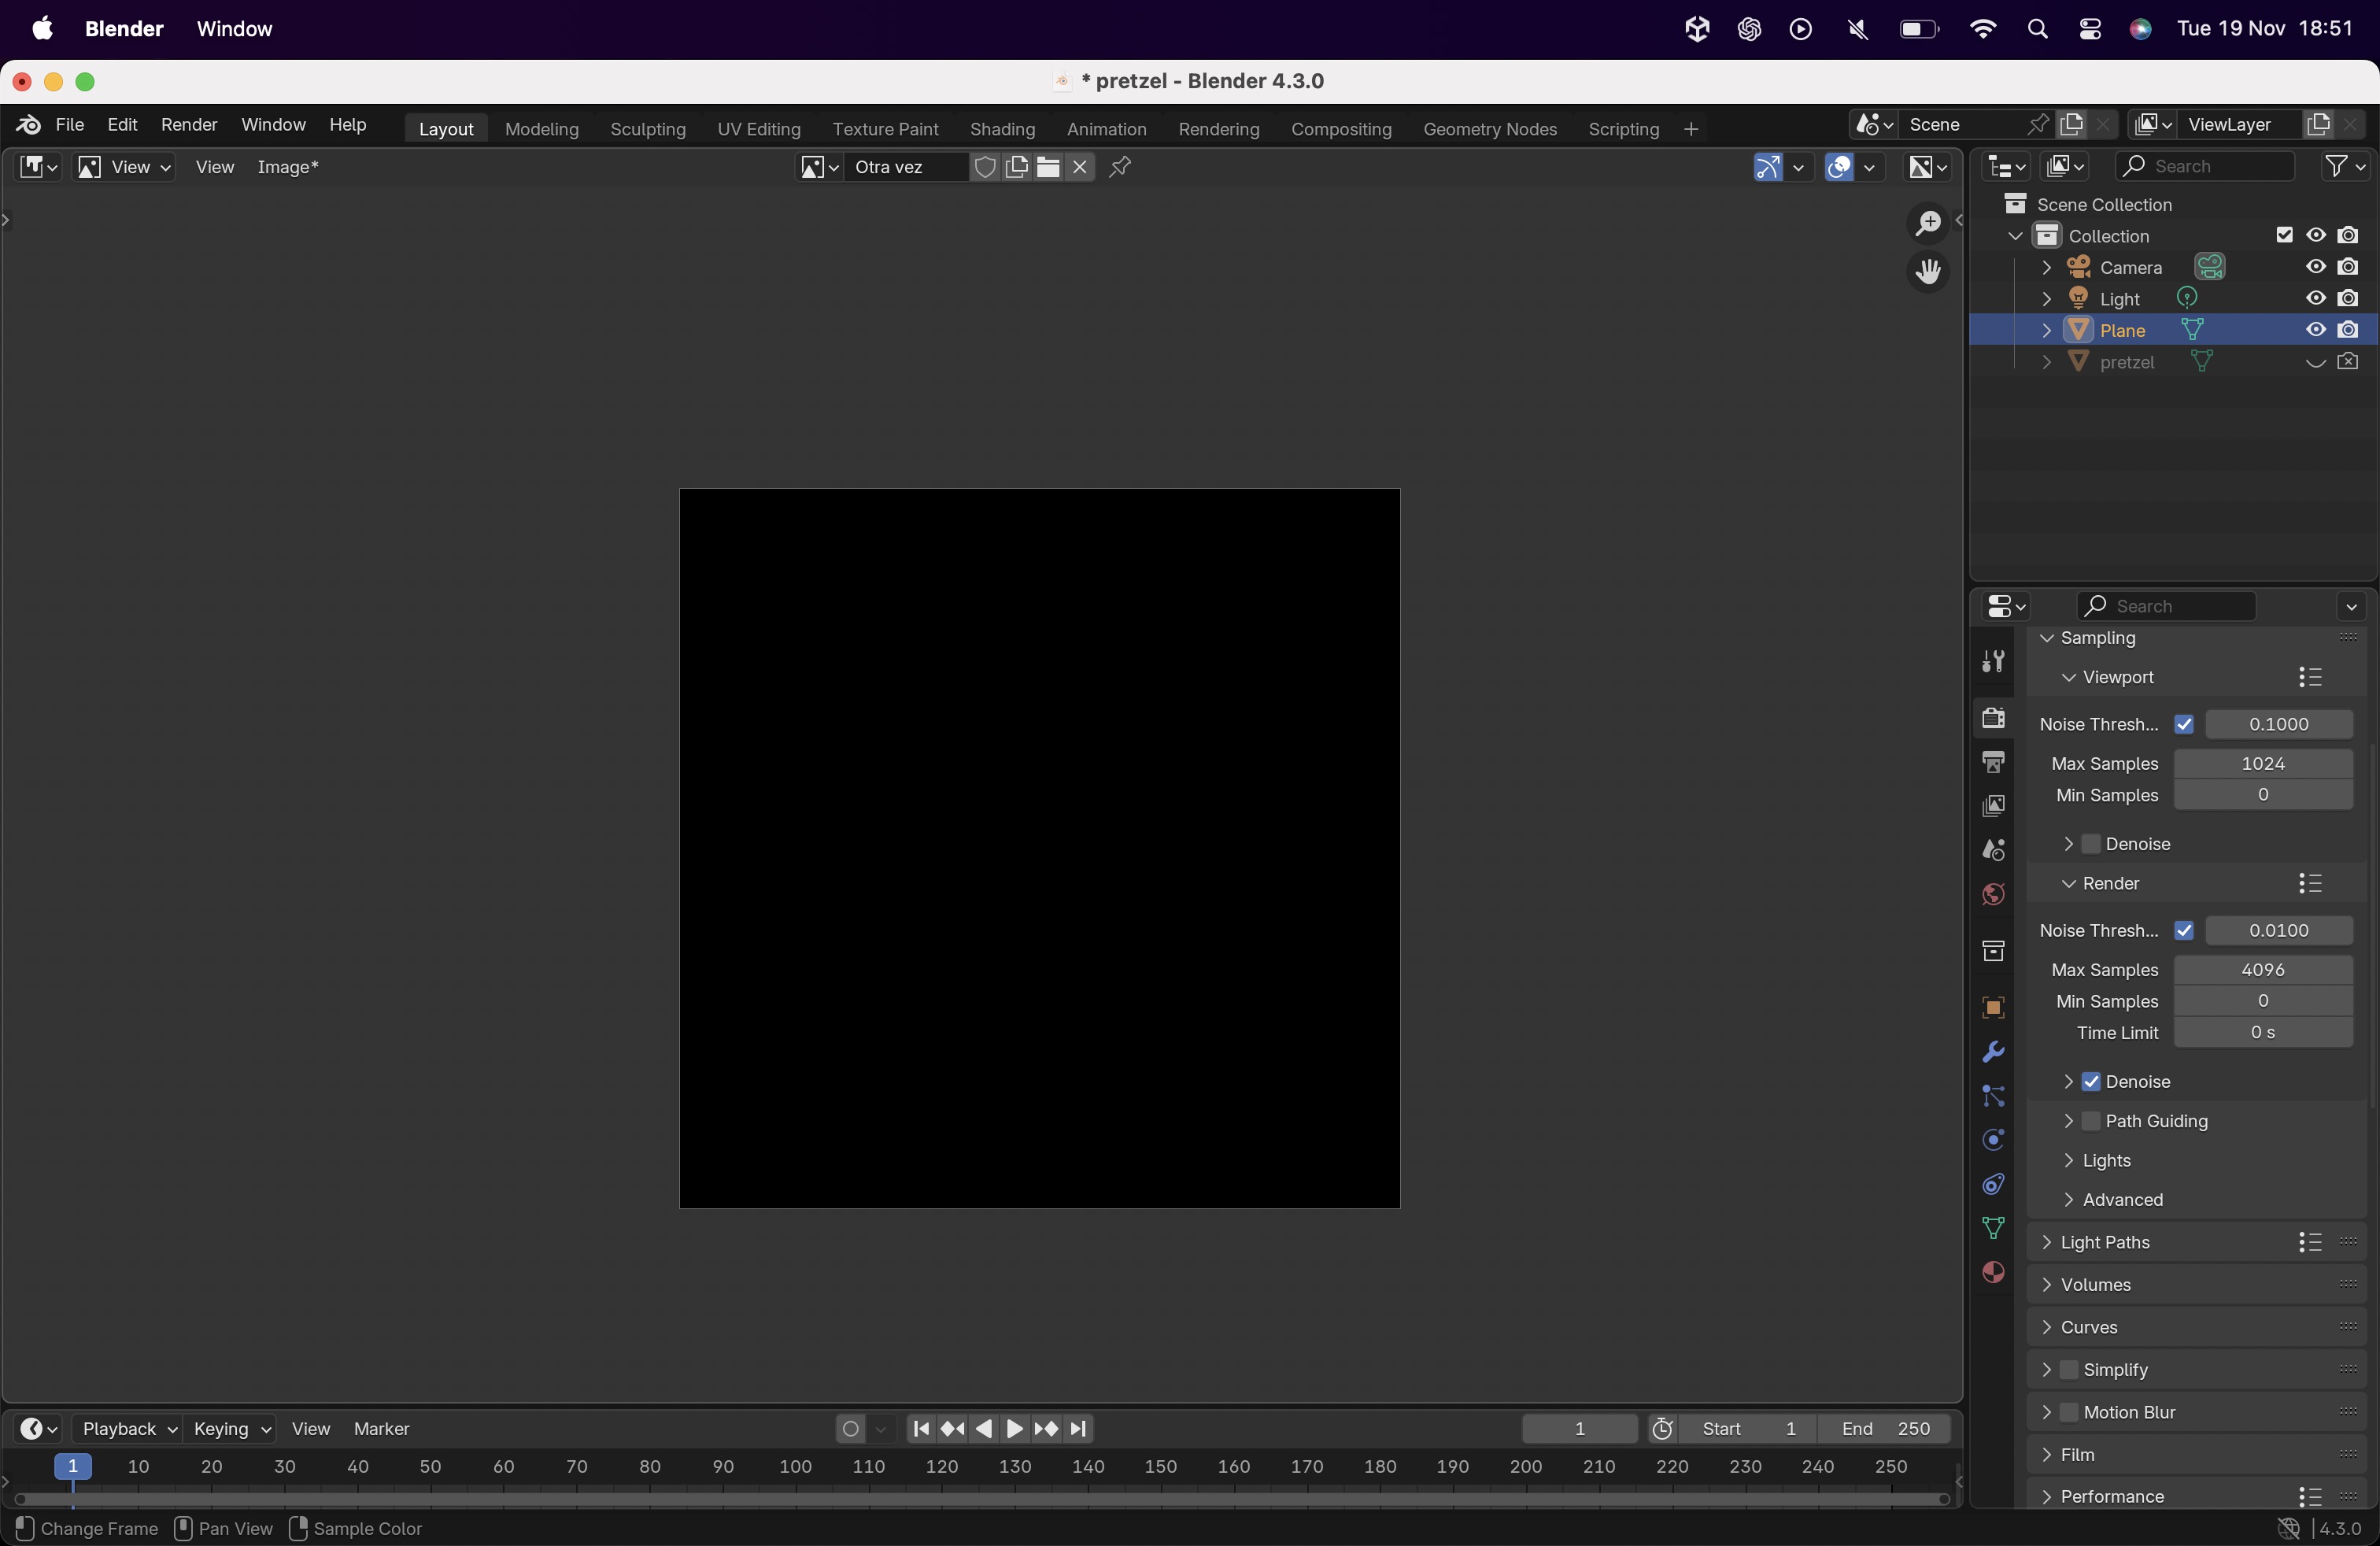 Blender Window Tue 19 Nov 18:51
* pretzel - Blender 4.3.0
File Edit Render Window Help Layout Modeling Sculpting UV Editing Texture Paint Shading Animation Rendering Compositing Geometry Nodes Scripting + Scene ViewLayer
View View Image* Otra vez Search
Scene Collection
Collection
Camera
Light
Plane
pretzel
Search
Sampling
Viewport
Noise Thresh... 0.1000
Max Samples 1024
Min Samples 0
Denoise
Render
Noise Thresh... 0.0100
Max Samples 4096
Min Samples 0
Time Limit 0 s
Denoise
Path Guiding
Lights
Advanced
Light Paths
Volumes
Curves
Simplify
Motion Blur
Film
Performance
Playback Keying View Marker 1 Start 1 End 250
1 10 20 30 40 50 60 70 80 90 100 110 120 130 140 150 160 170 180 190 200 210 220 230 240 250
Change Frame Pan View Sample Color 4.3.0